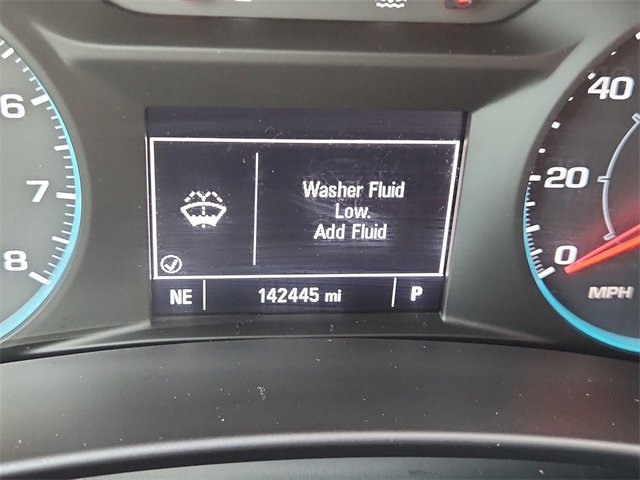 6
7
8
Washer Fluid
Low.
Add Fluid
NE 142445 mi P
40
20
0
MPH